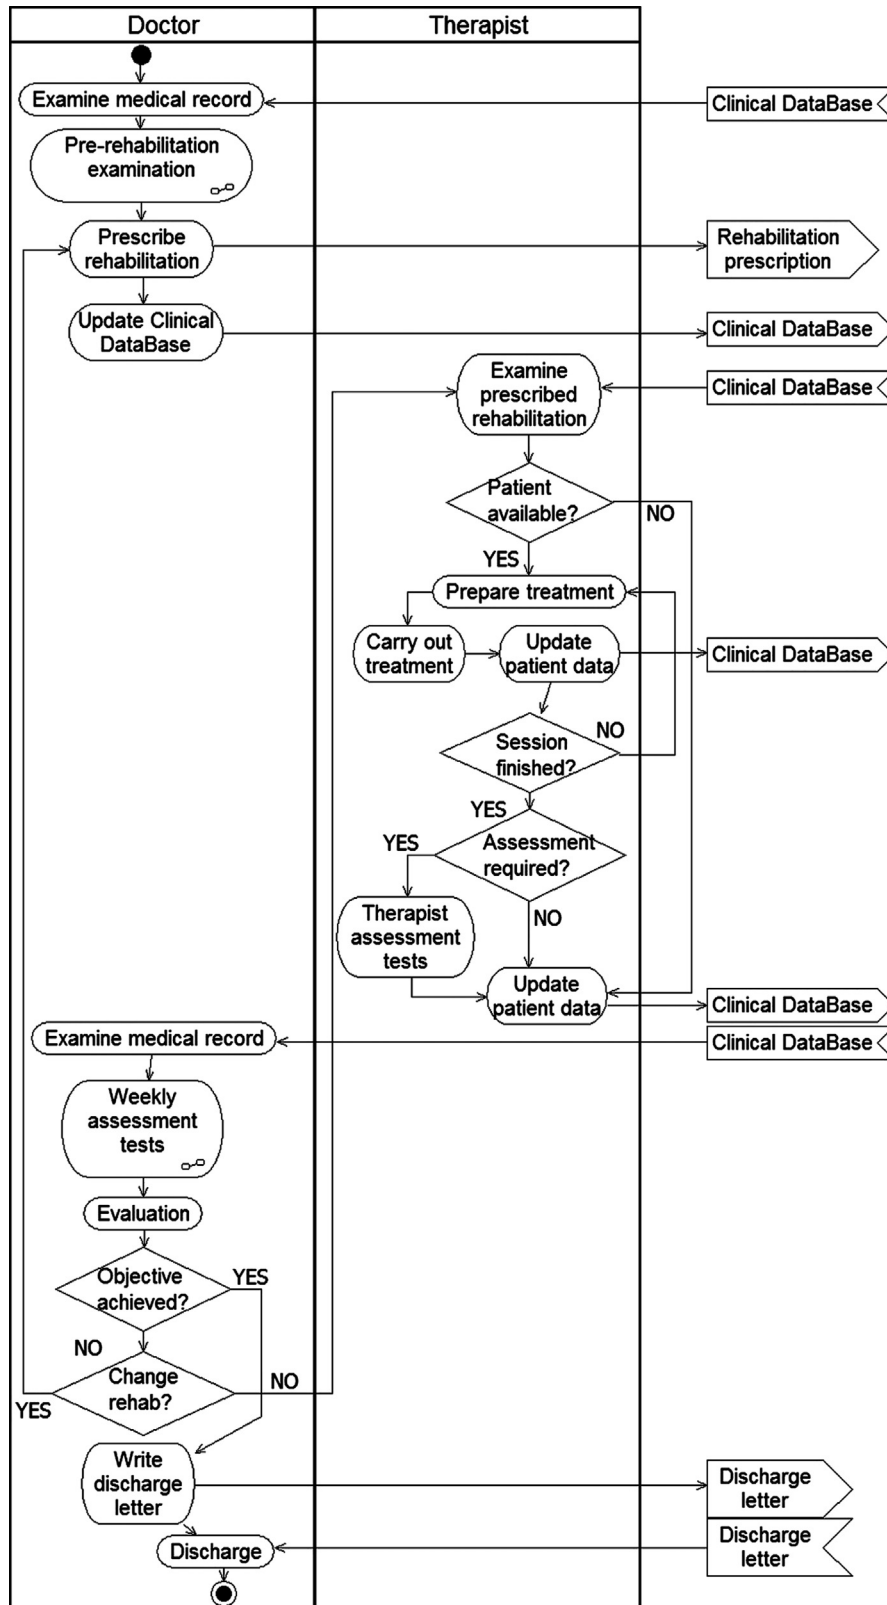 Doctor
Therapist
Examine medical record
Clinical DataBase
Pre-rehabilitation
examination
Prescribe
rehabilitation
Rehabilitation
prescription
Update Clinical
DataBase
Clinical DataBase
Examine
prescribed
rehabilitation
Clinical DataBase
Patient
available?
NO
YES
Prepare treatment
Carry out
treatment
Update
patient data
Clinical DataBase
Session
finished?
NO
YES
Assessment
required?
YES
NO
Therapist
assessment
tests
Update
patient data
Clinical DataBase
Examine medical record
Clinical DataBase
Weekly
assessment
tests
Evaluation
Objective
achieved?
YES
NO
Change
rehab?
NO
YES
Write
discharge
letter
Discharge
letter
Discharge
Discharge
letter